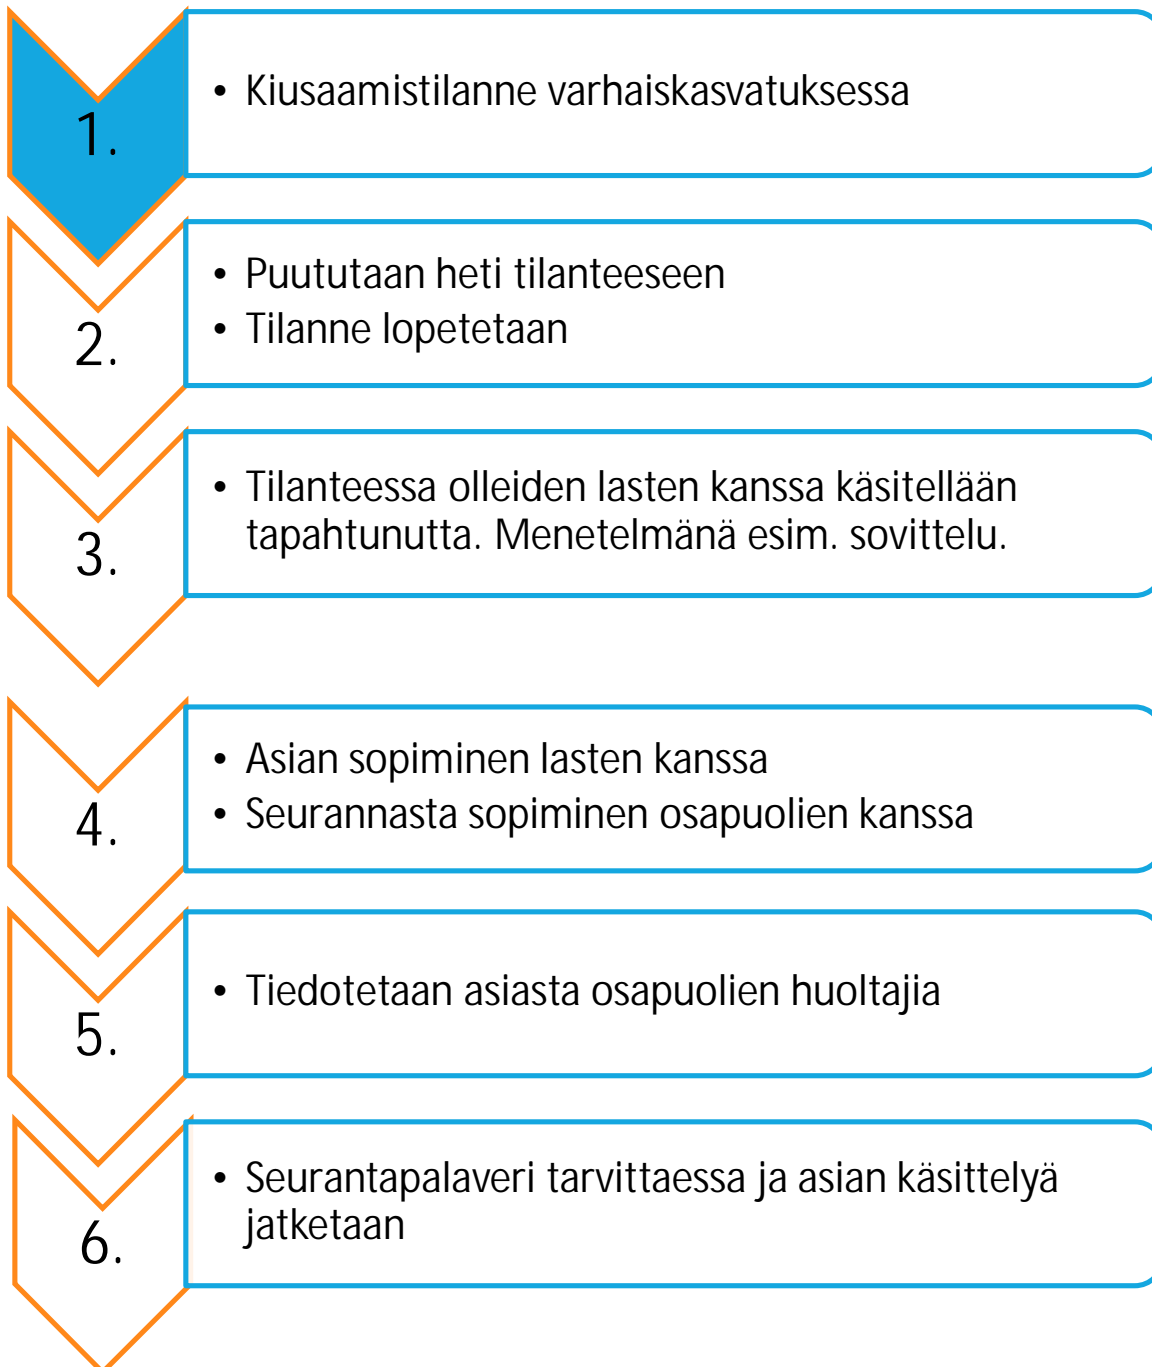 1.
• Kiusaamistilanne varhaiskasvatuksessa
2.
• Puututaan heti tilanteeseen
• Tilanne lopetetaan
3.
• Tilanteessa olleiden lasten kanssa käsitellään
tapahtunutta. Menetelmänä esim. sovittelu.
4.
• Asian sopiminen lasten kanssa
• Seurannasta sopiminen osapuolien kanssa
5.
• Tiedotetaan asiasta osapuolien huoltajia
6.
• Seurantapalaveri tarvittaessa ja asian käsittelyä
jatketaan